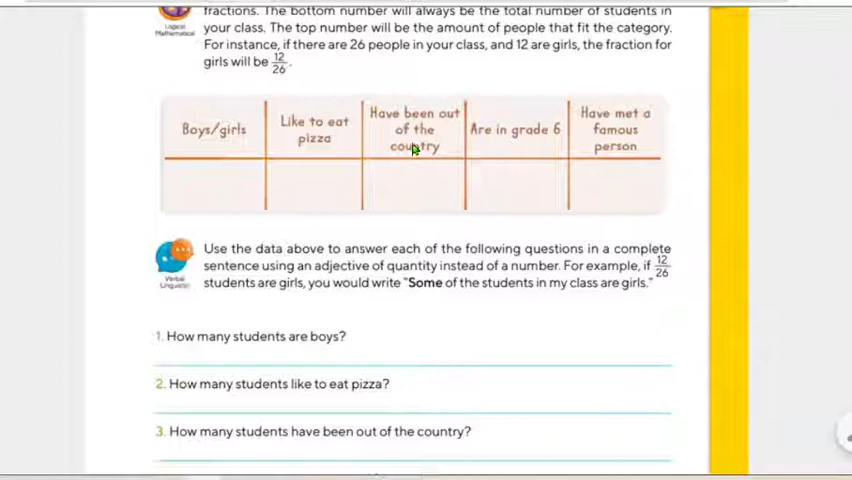 fractions. The bottom number will always be the total number of students in
Logical
Mathematical
your class. The top number will be the amount of people that fit the category.
For instance, if there are 26 people in your class, and 12 are girls, the fraction for
girls will be 12/26.
Boys/girls
Like to eat
pizza
Have been out
of the
country
Are in grade 6
Have met a
famous
person
Use the data above to answer each of the following questions in a complete
sentence using an adjective of quantity instead of a number. For example, if 12/26
Verbal
Linguistic
students are girls, you would write "Some of the students in my class are girls."
1. How many students are boys?
2. How many students like to eat pizza?
3. How many students have been out of the country?